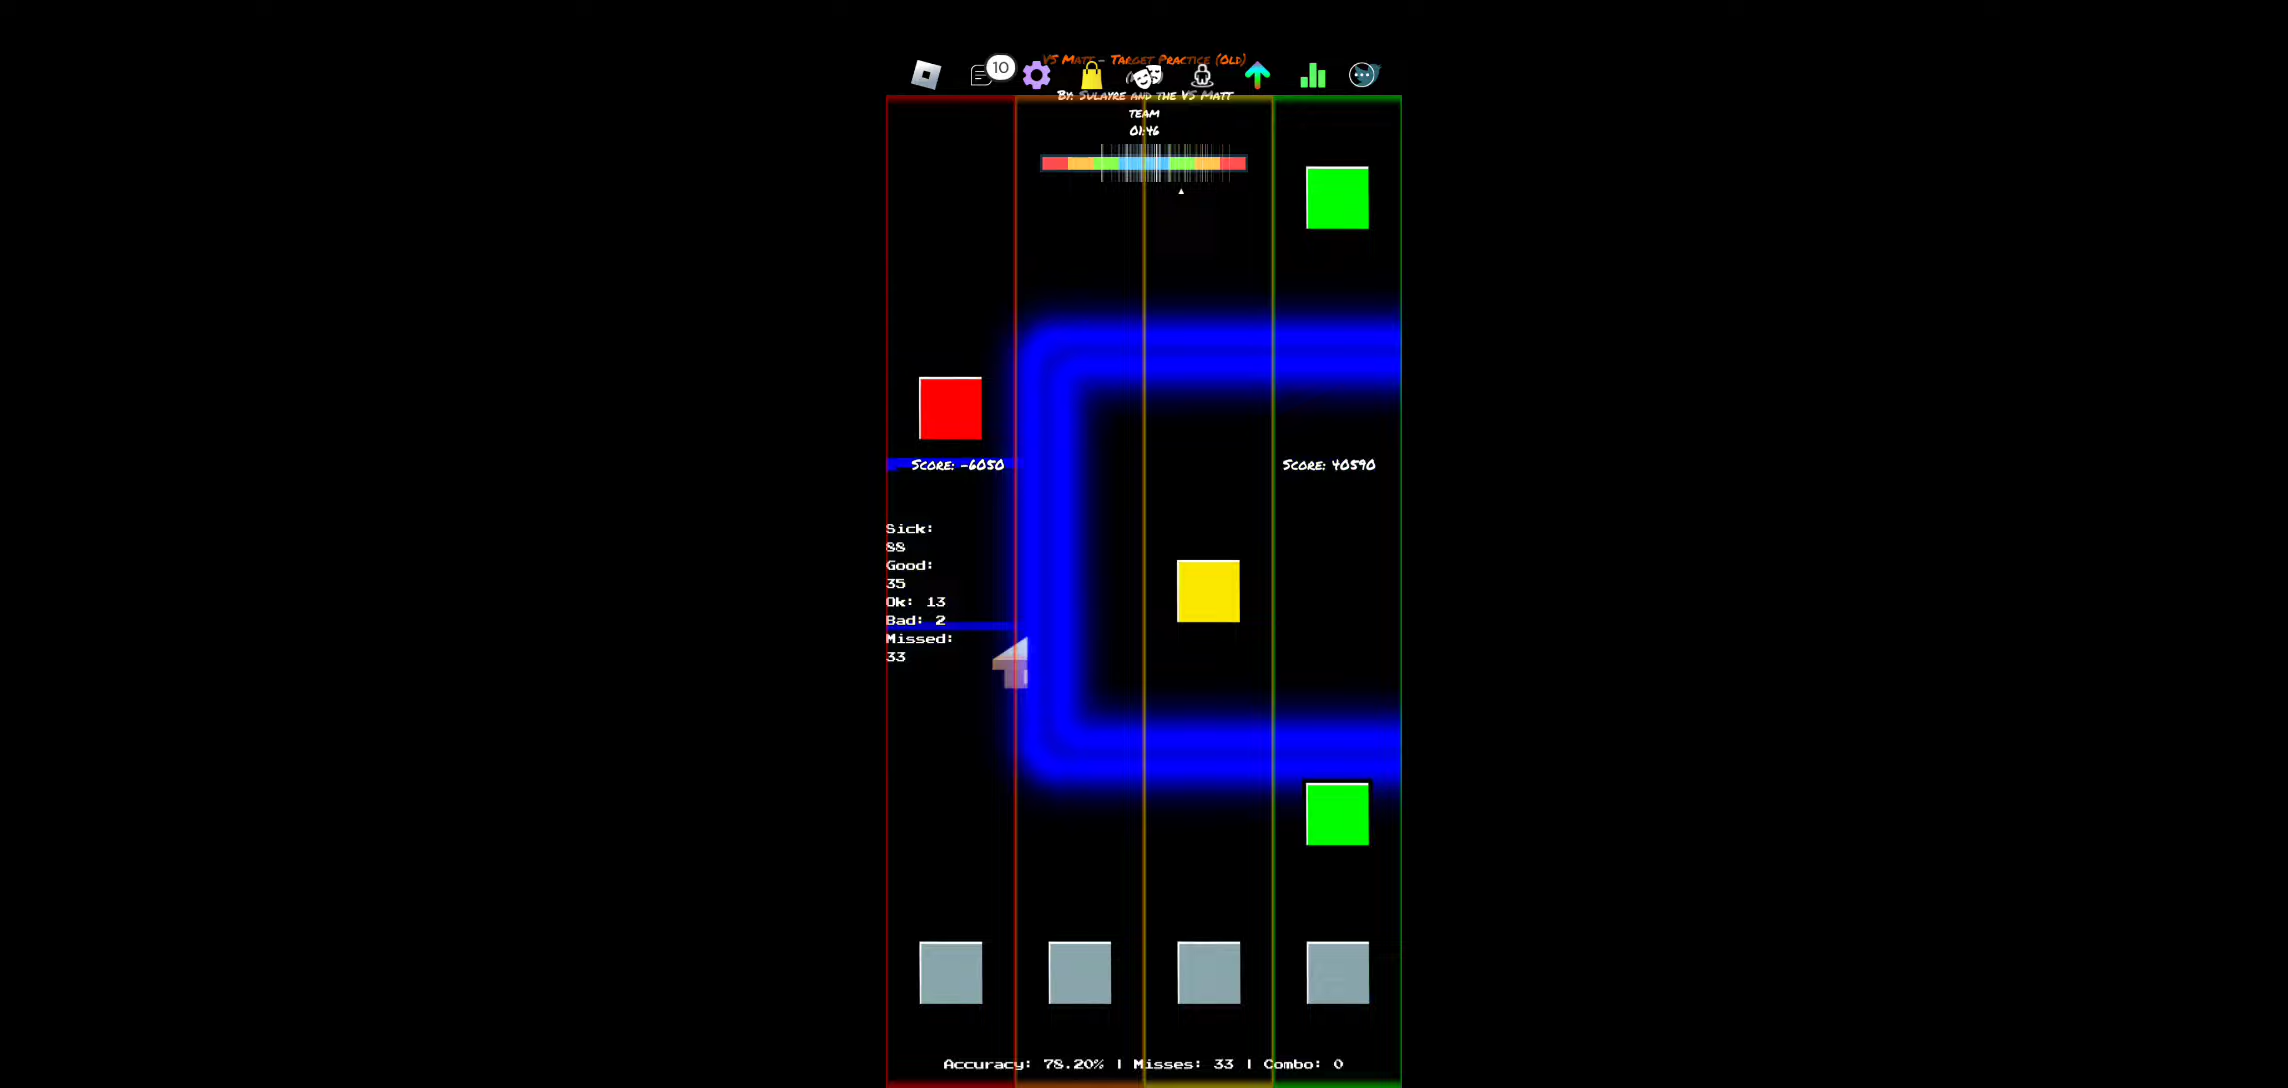 10
VS Matt - Target Practice (Old)
By: Sulayre and the VS Matt
team
01:46
Score: -6050
Score: 40590
Sick:
88
Good:
35
Ok: 13
Bad: 2
Missed:
33
Accuracy: 78.20% | Misses: 33 | Combo: 0